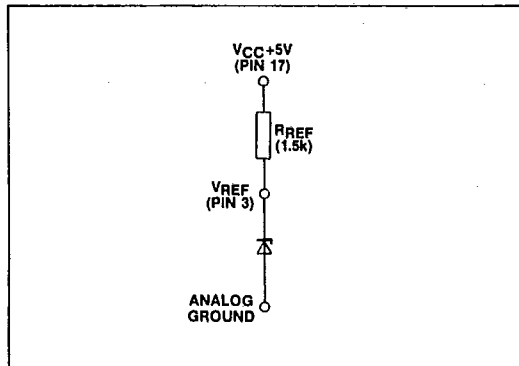 VCC+5V
(PIN 17)
RREF
(1.5k)
VREF
(PIN 3)
ANALOG
GROUND